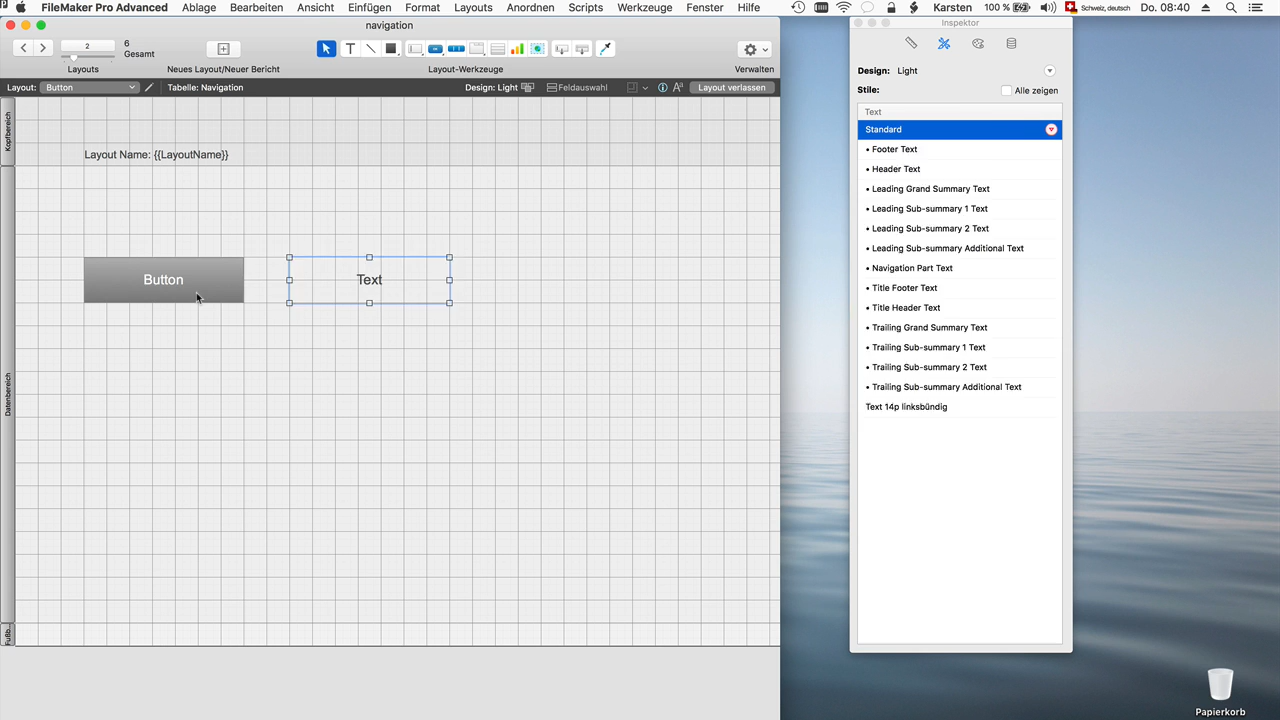 FileMaker Pro Advanced Ablage Bearbeiten Ansicht Einfügen Format Layouts Anordnen Scripts Werkzeuge Fenster Hilfe Karsten 100 % Schweiz, deutsch Do. 08:40
navigation
2
6
Gesamt
Layouts
Neues Layout/Neuer Bericht
Layout-Werkzeuge
Verwalten
Layout: Button
Tabelle: Navigation
Design: Light
Feldauswahl
Layout verlassen
Kopfbereich
Layout Name: {{LayoutName}}
Button
Text
Datenbereich
Fußb...
Inspektor
Design: Light
Stile:
Alle zeigen
Text
Standard
• Footer Text
• Header Text
• Leading Grand Summary Text
• Leading Sub-summary 1 Text
• Leading Sub-summary 2 Text
• Leading Sub-summary Additional Text
• Navigation Part Text
• Title Footer Text
• Title Header Text
• Trailing Grand Summary Text
• Trailing Sub-summary 1 Text
• Trailing Sub-summary 2 Text
• Trailing Sub-summary Additional Text
Text 14p linksbündig
Papierkorb